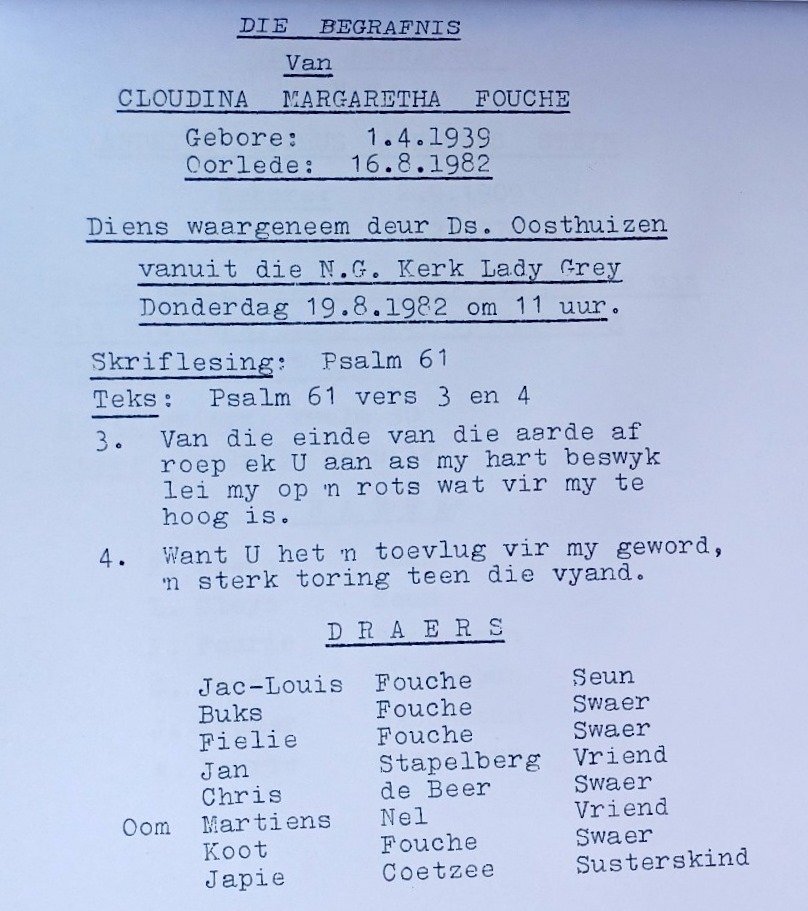 DIE BEGRAFNIS
Van
CLOUDINA MARGARETHA FOUCHE
Gebore: 1.4.1939
Oorlede: 16.8.1982
Diens waargeneem deur Ds. Oosthuizen
vanuit die N.G. Kerk Lady Grey
Donderdag 19.8.1982 om 11 uur.
Skriflesing: Psalm 61
Teks: Psalm 61 vers 3 en 4
3. Van die einde van die aarde af
roep ek U aan as my hart beswyk
lei my op 'n rots wat vir my te
hoog is.
4. Want U het 'n toevlug vir my geword,
'n sterk toring teen die vyand.
D R A E R S
Jac-Louis Fouche Seun
Buks Fouche Swaer
Fielie Fouche Swaer
Jan Stapelberg Vriend
Chris de Beer Swaer
Oom Martiens Nel Vriend
Koot Fouche Swaer
Japie Coetzee Susterskind